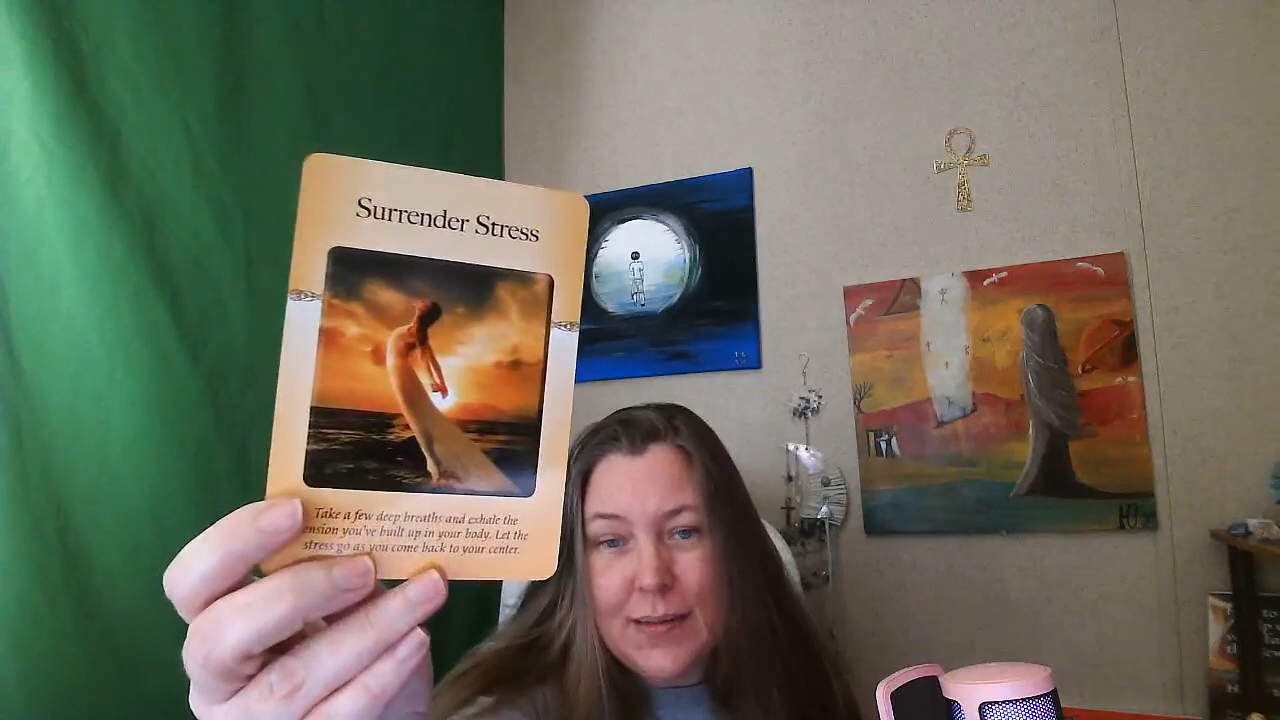 Surrender Stress
Take a few deep breaths and exhale the
ension you've built up in your body. Let the
stress go as you come back to your center.